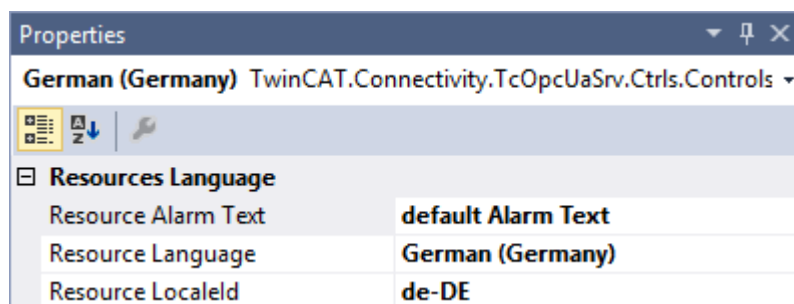 Properties
German (Germany) TwinCAT.Connectivity.TcOpcUaSrv.Ctrls.Controls
Resources Language
Resource Alarm Text default Alarm Text
Resource Language German (Germany)
Resource LocaleId de-DE